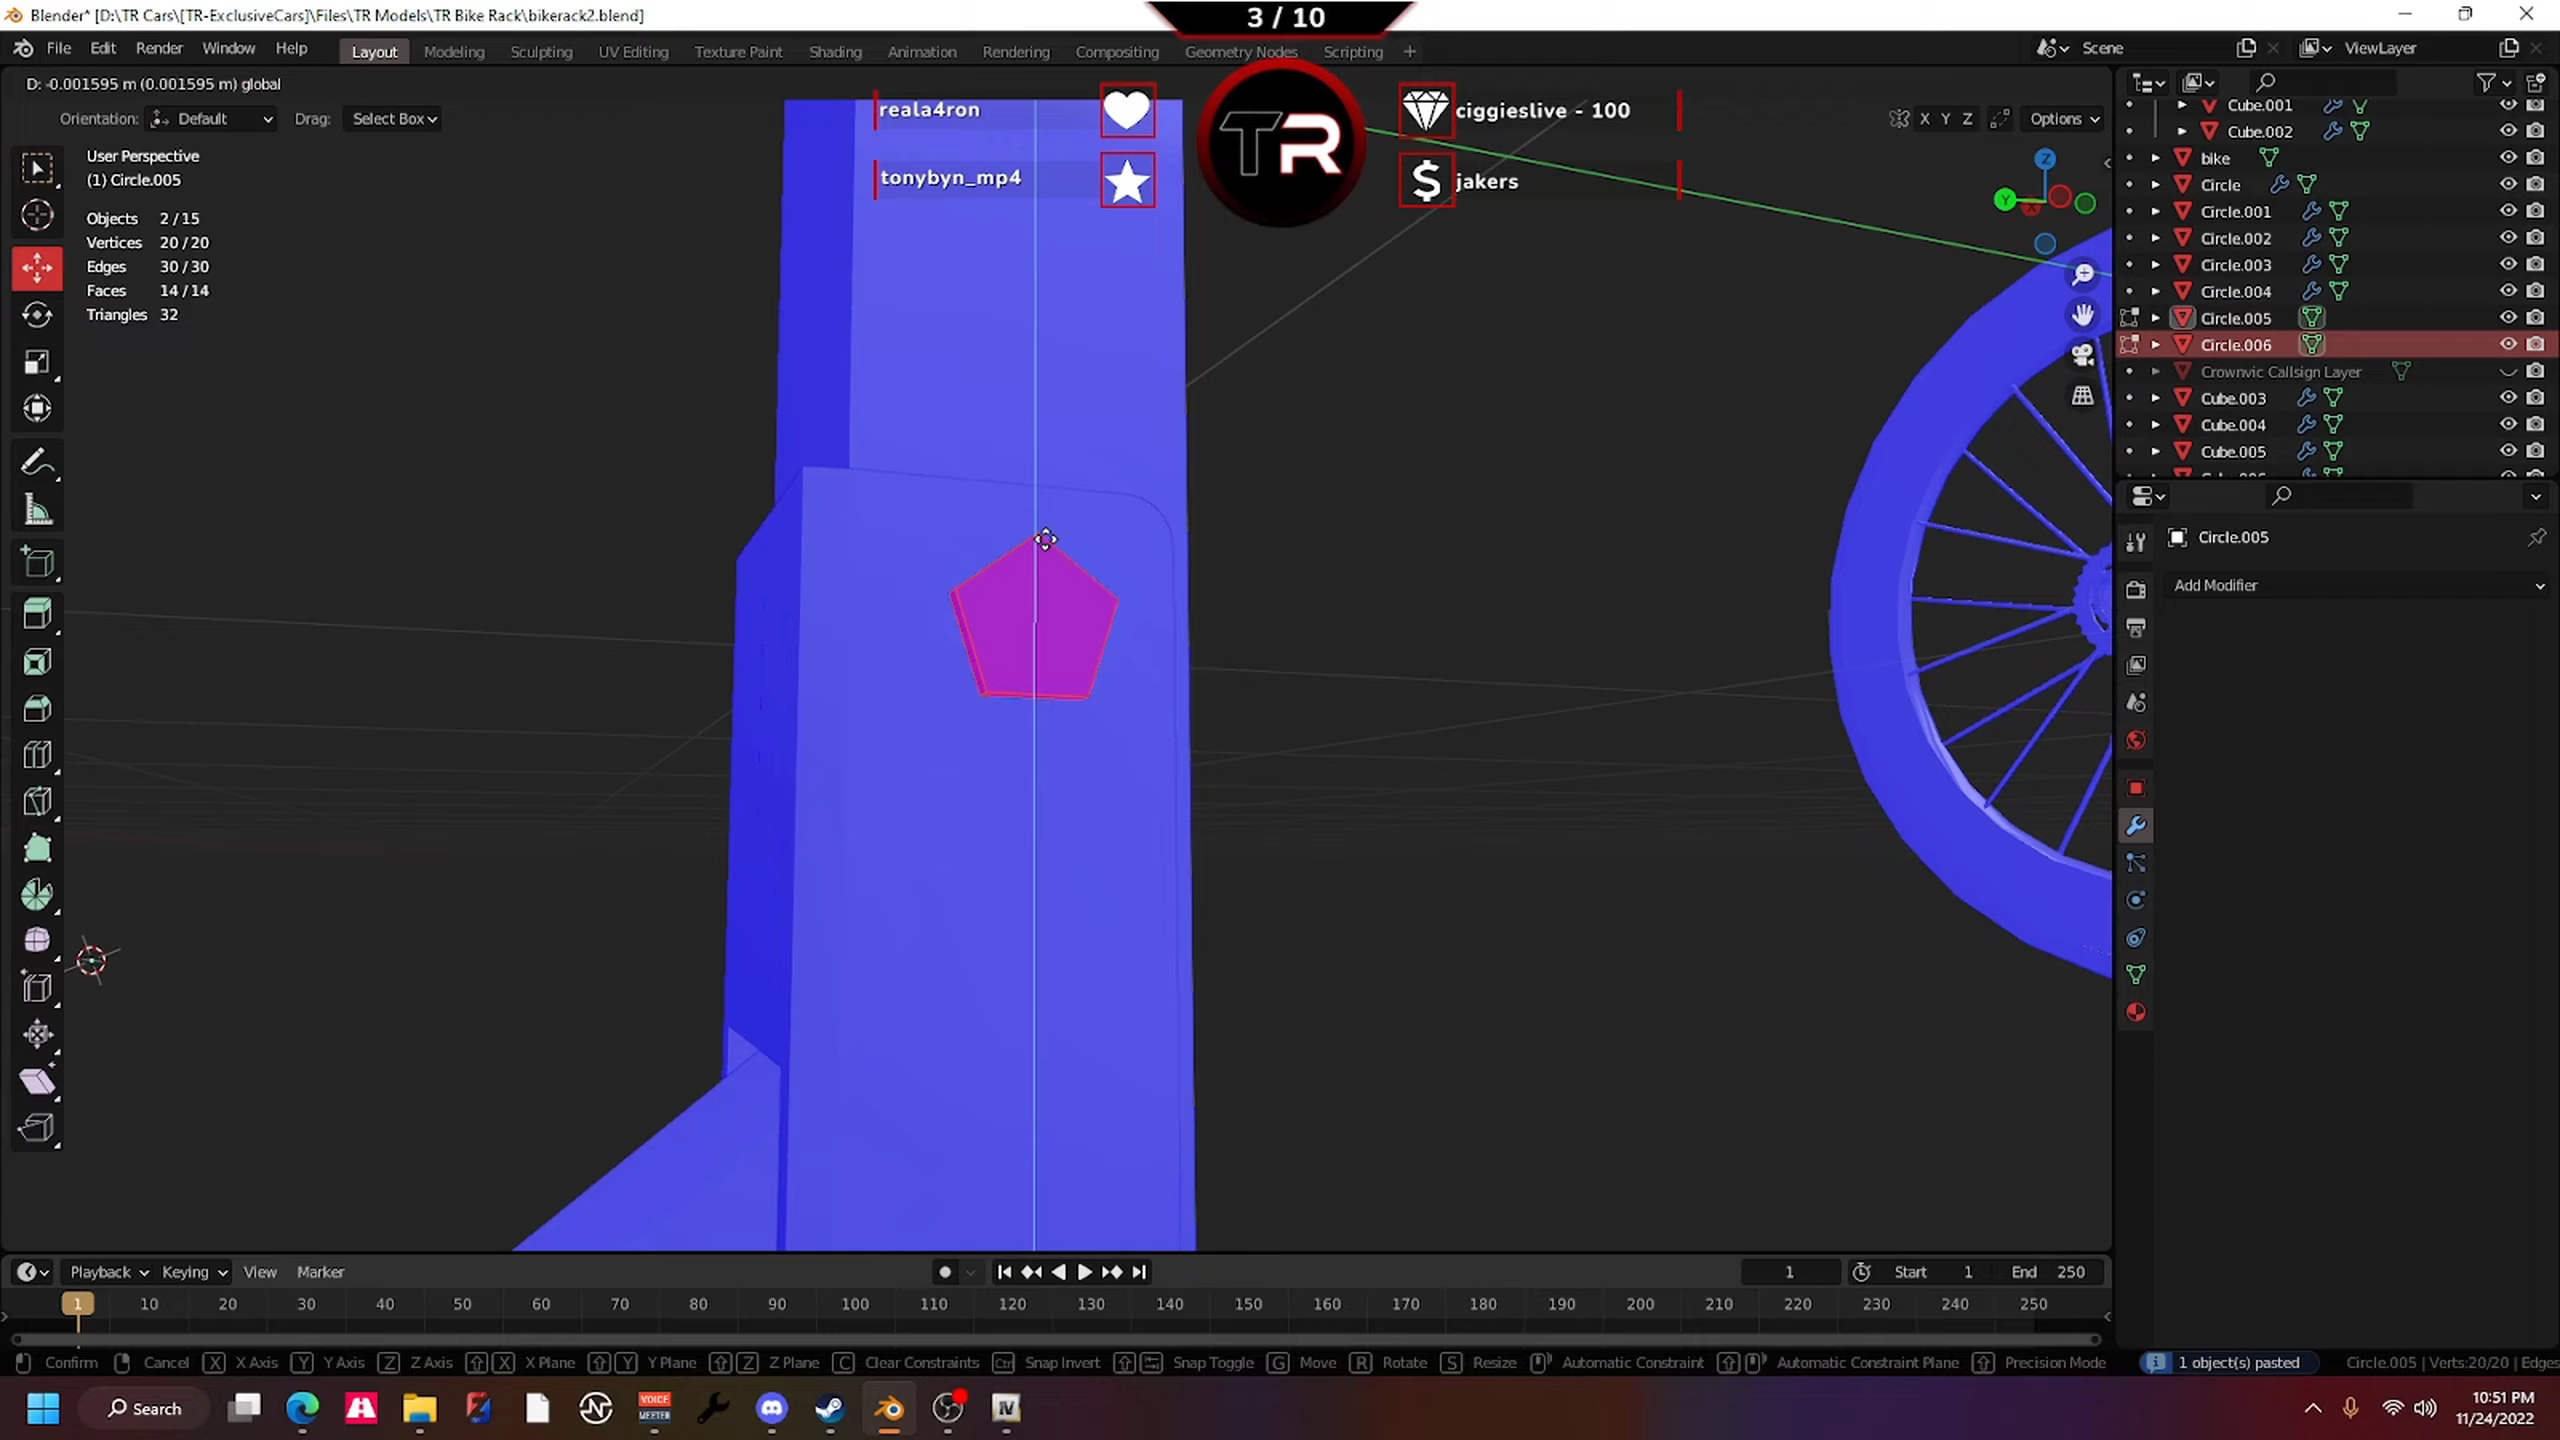 Blender* [D:\TR Cars\[TR-ExclusiveCars]\Files\TR Models\TR Bike Rack\bikerack2.blend]
3 / 10
File Edit Render Window Help
Layout Modeling Sculpting UV Editing Texture Paint Shading Animation Rendering Compositing Geometry Nodes Scripting +
Scene
ViewLayer
D: -0.001595 m (0.001595 m) global
Orientation: Default Drag: Select Box
X Y Z Options
reala4ron
ciggieslive - 100
TR
tonybyn_mp4
jakers
User Perspective
(1) Circle.005
Objects 2 / 15
Vertices 20 / 20
Edges 30 / 30
Faces 14 / 14
Triangles 32
Z
Y
Cube.001
Cube.002
bike
Circle
Circle.001
Circle.002
Circle.003
Circle.004
Circle.005
Circle.006
Crownvic Callsign Layer
Cube.003
Cube.004
Cube.005
Circle.005
Add Modifier
Playback Keying View Marker
1 Start 1 End 250
1 10 20 30 40 50 60 70 80 90 100 110 120 130 140 150 160 170 180 190 200 210 220 230 240 250
Confirm Cancel X X Axis Y Y Axis Z Z Axis X X Plane Y Y Plane Z Z Plane C Clear Constraints Ctrl Snap Invert Snap Toggle G Move R Rotate S Resize Automatic Constraint Automatic Constraint Plane Precision Mode
1 object(s) pasted
Circle.005 | Verts:20/20 | Edges
Search
VOICE
MEETER
IV
10:51 PM
11/24/2022